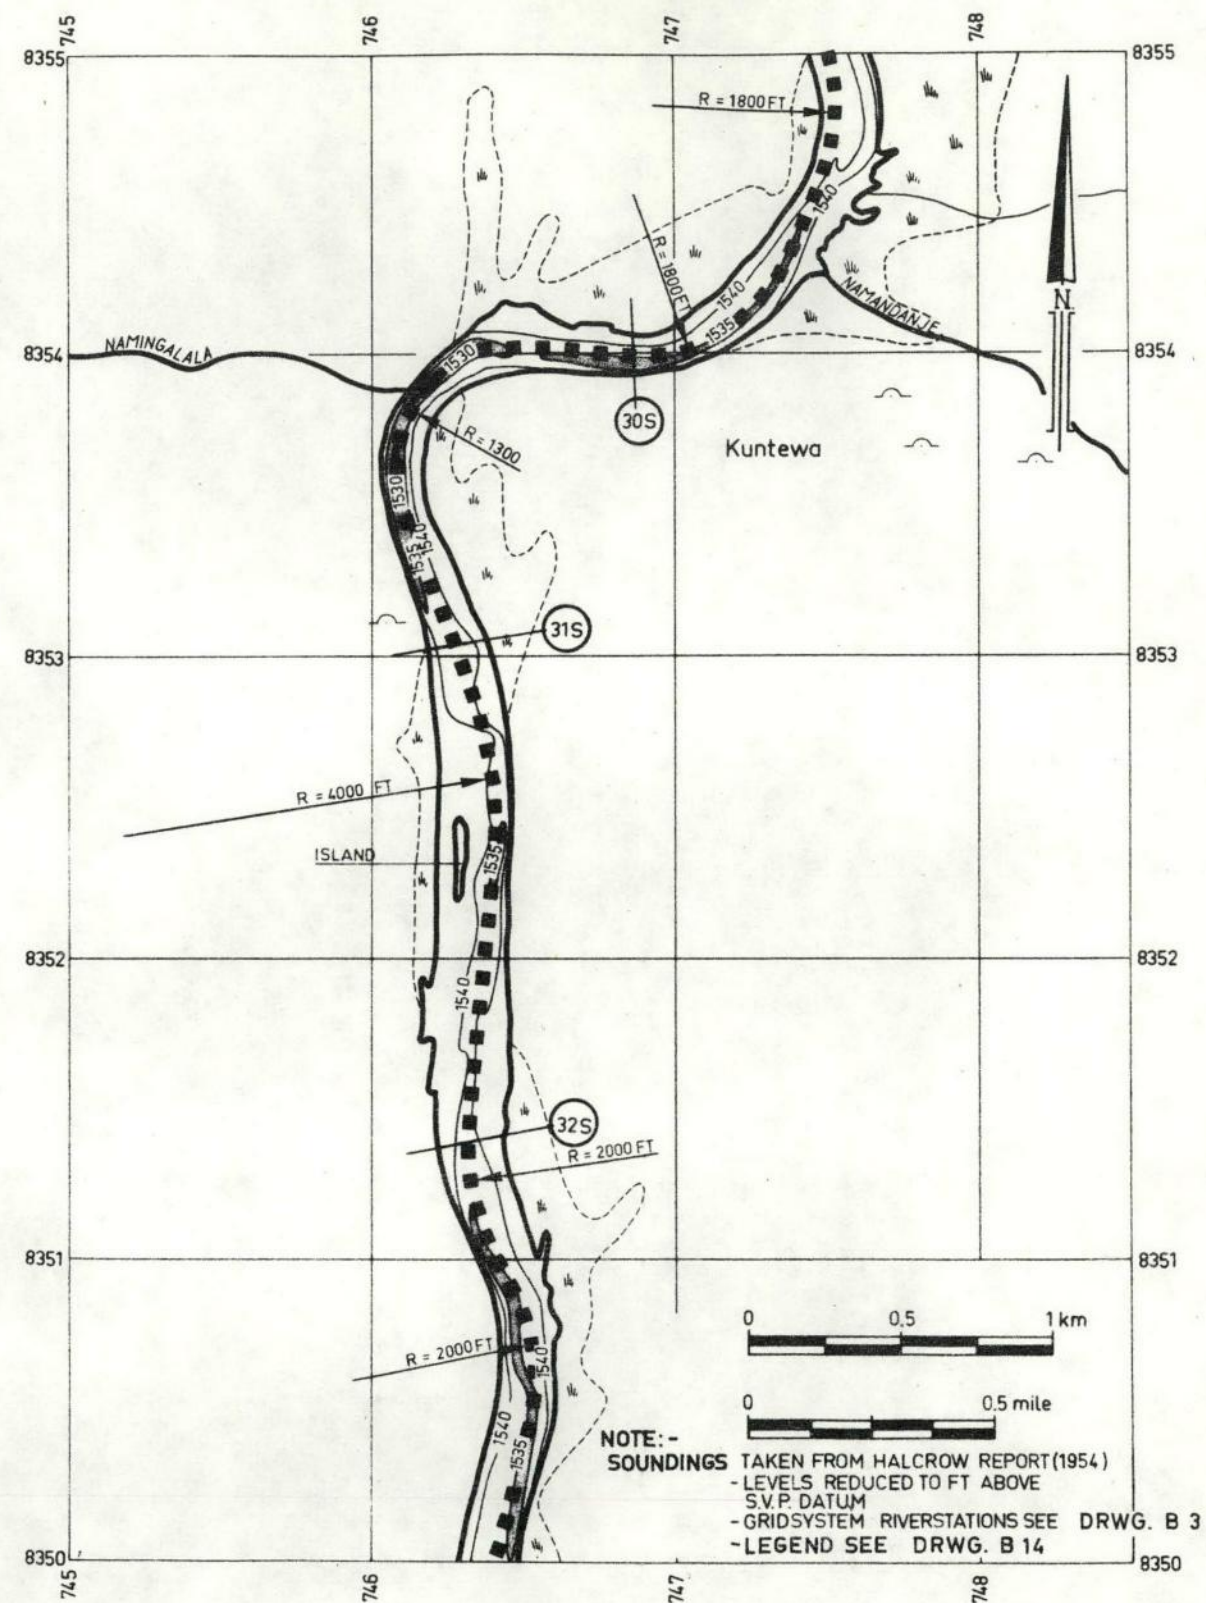 745
746
747
748
8355
8355
R = 1800 FT
1540
R = 1800 FT
1540
1535
NAMANDANJE
N
8354
NAMINGALALA
1530
8354
30S
R = 1300
Kuntewa
1530
1535
1540
31S
8353
8353
R = 4000 FT
ISLAND
1535
8352
8352
1540
32S
R = 2000 FT
8351
8351
0
0,5
1 km
R = 2000 FT
1540
0
0.5 mile
1540
1535
NOTE:-
SOUNDINGS TAKEN FROM HALCROW REPORT (1954)
- LEVELS REDUCED TO FT ABOVE
S.V.P. DATUM
- GRIDSYSTEM RIVERSTATIONS SEE DRWG. B 3
- LEGEND SEE DRWG. B 14
8350
8350
745
746
747
748